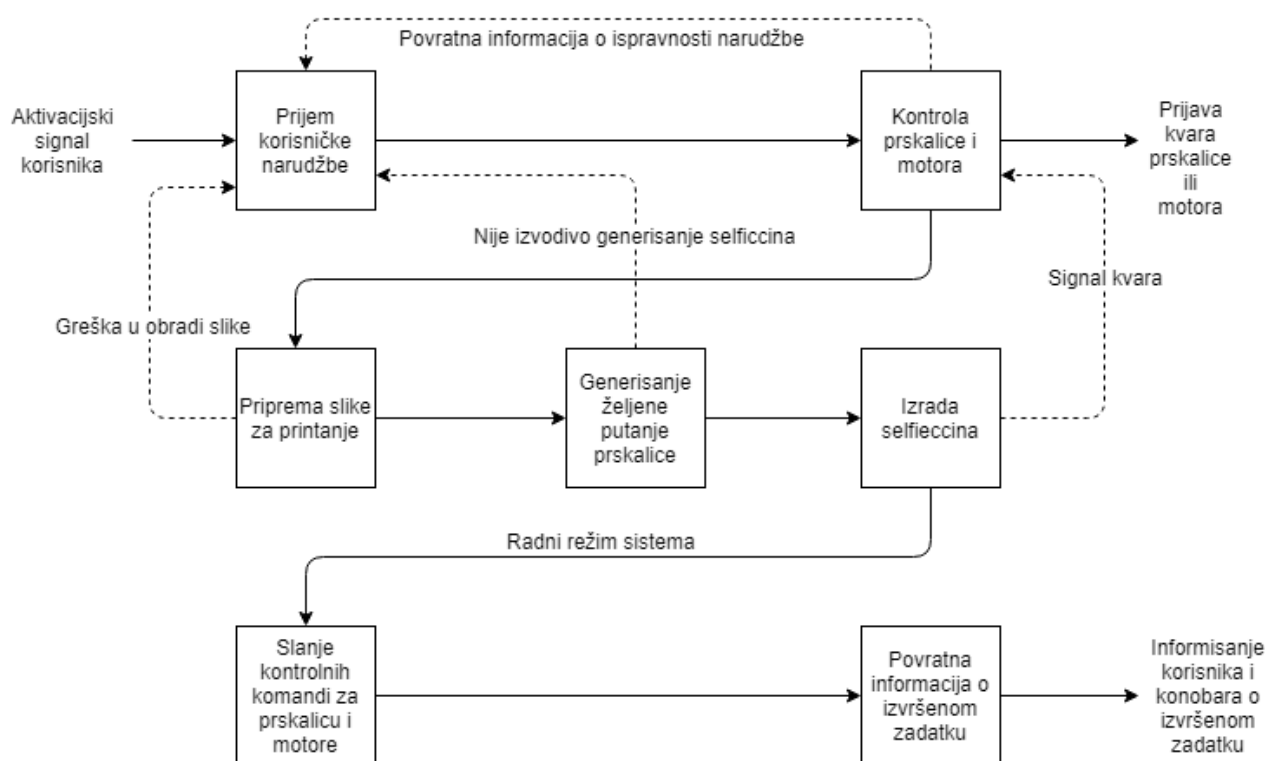 Povratna informacija o ispravnosti narudžbe
Aktivacijski
signal
korisnika
Prijem
korisničke
narudžbe
Kontrola
prskalice i
motora
Prijava
kvara
prskalice
ili
motora
Nije izvodivo generisanje selficcina
Signal kvara
Greška u obradi slike
Priprema slike
za printanje
Generisanje
željene
putanje
prskalice
Izrada
selfieccina
Radni režim sistema
Slanje
kontrolnih
komandi za
prskalicu i
motore
Povratna
informacija o
izvršenom
zadatku
Informisanje
korisnika i
konobara o
izvršenom
zadatku